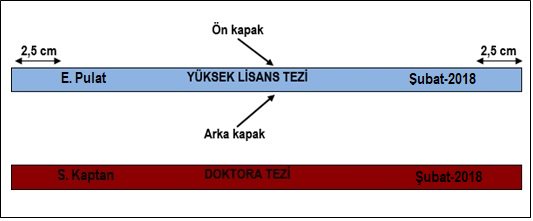 Ön kapak
2,5 cm 2,5 cm
E. Pulat YÜKSEK LİSANS TEZİ Şubat-2018
Arka kapak
S. Kaptan DOKTORA TEZİ Şubat-2018